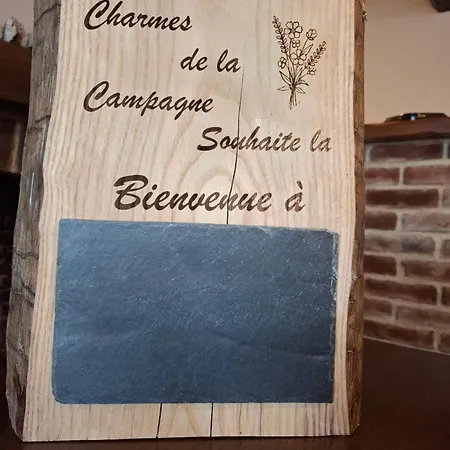 Charmes
de la
Campagne
Souhaite la
Bienvenue à